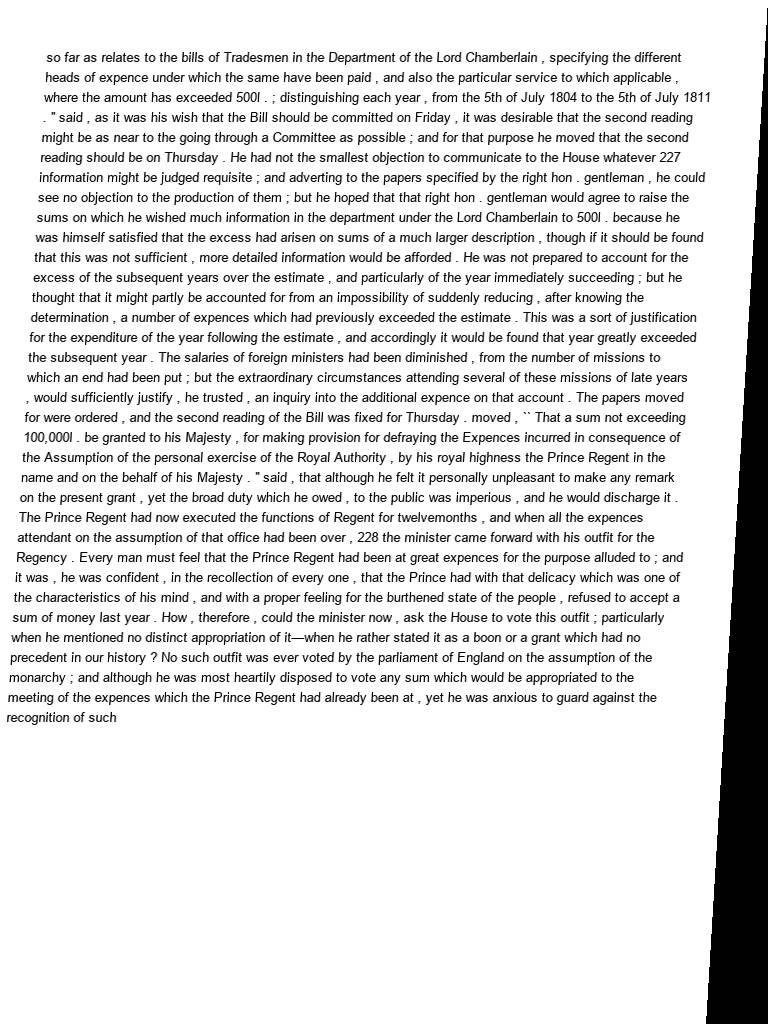 so far as relates to the bills of Tradesmen in the Department of the Lord Chamberlain , specifying the different
heads of expence under which the same have been paid , and also the particular service to which applicable ,
where the amount has exceeded 500l . ; distinguishing each year , from the 5th of July 1804 to the 5th of July 1811
. " said , as it was his wish that the Bill should be committed on Friday , it was desirable that the second reading
might be as near to the going through a Committee as possible ; and for that purpose he moved that the second
reading should be on Thursday . He had not the smallest objection to communicate to the House whatever 227
information might be judged requisite ; and adverting to the papers specified by the right hon . gentleman , he could
see no objection to the production of them ; but he hoped that that right hon . gentleman would agree to raise the
sums on which he wished much information in the department under the Lord Chamberlain to 500l . because he
was himself satisfied that the excess had arisen on sums of a much larger description , though if it should be found
that this was not sufficient , more detailed information would be afforded . He was not prepared to account for the
excess of the subsequent years over the estimate , and particularly of the year immediately succeeding ; but he
thought that it might partly be accounted for from an impossibility of suddenly reducing , after knowing the
determination , a number of expences which had previously exceeded the estimate . This was a sort of justification
for the expenditure of the year following the estimate , and accordingly it would be found that year greatly exceeded
the subsequent year . The salaries of foreign ministers had been diminished , from the number of missions to
which an end had been put ; but the extraordinary circumstances attending several of these missions of late years
, would sufficiently justify , he trusted , an inquiry into the additional expence on that account . The papers moved
for were ordered , and the second reading of the Bill was fixed for Thursday . moved , `` That a sum not exceeding
100,000l . be granted to his Majesty , for making provision for defraying the Expences incurred in consequence of
the Assumption of the personal exercise of the Royal Authority , by his royal highness the Prince Regent in the
name and on the behalf of his Majesty . " said , that although he felt it personally unpleasant to make any remark
on the present grant , yet the broad duty which he owed , to the public was imperious , and he would discharge it .
The Prince Regent had now executed the functions of Regent for twelvemonths , and when all the expences
attendant on the assumption of that office had been over , 228 the minister came forward with his outfit for the
Regency . Every man must feel that the Prince Regent had been at great expences for the purpose alluded to ; and
it was , he was confident , in the recollection of every one , that the Prince had with that delicacy which was one of
the characteristics of his mind , and with a proper feeling for the burthened state of the people , refused to accept a
sum of money last year . How , therefore , could the minister now , ask the House to vote this outfit ; particularly
when he mentioned no distinct appropriation of it—when he rather stated it as a boon or a grant which had no
precedent in our history ? No such outfit was ever voted by the parliament of England on the assumption of the
monarchy ; and although he was most heartily disposed to vote any sum which would be appropriated to the
meeting of the expences which the Prince Regent had already been at , yet he was anxious to guard against the
recognition of such